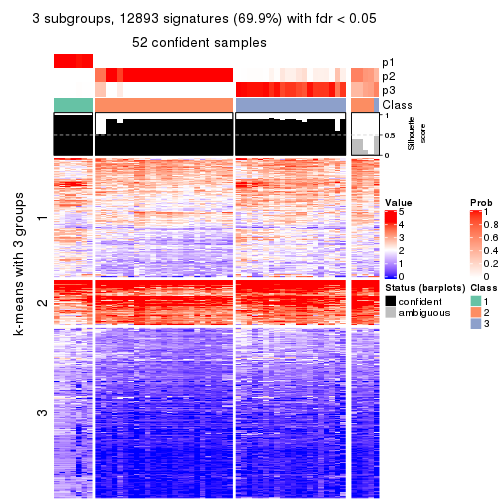 3 subgroups, 12893 signatures (69.9%) with fdr < 0.05
52 confident samples
p1
p2
p3
Class
1
0.5
0
Silhouette
score
k-means with 3 groups
1
2
3
Value
5
4
3
2
1
0
Prob
1
0.8
0.6
0.4
0.2
0
Status (barplots)
confident
ambiguous
Class
1
2
3